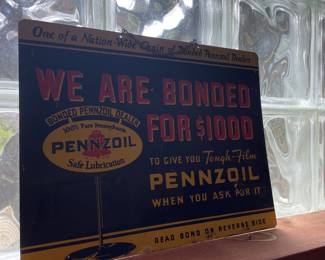 One of a Nation-Wide Chain of Bonded Pennzoil Dealers
WE ARE BONDED
FOR $1000
BONDED PENNZOIL DEALER
100% Pure Pennsylvania
PENNZOIL
Safe Lubrication
TO GIVE YOU Tough-Film
PENNZOIL
WHEN YOU ASK FOR IT
READ BOND ON REVERSE SIDE